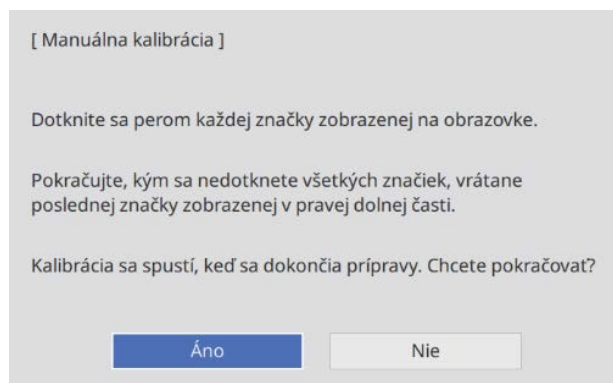 [ Manuálna kalibrácia ]
Dotknite sa perom každej značky zobrazenej na obrazovke.
Pokračujte, kým sa nedotknete všetkých značiek, vrátane
poslednej značky zobrazenej v pravej dolnej časti.
Kalibrácia sa spustí, keď sa dokončia prípravy. Chcete pokračovať?
Áno
Nie